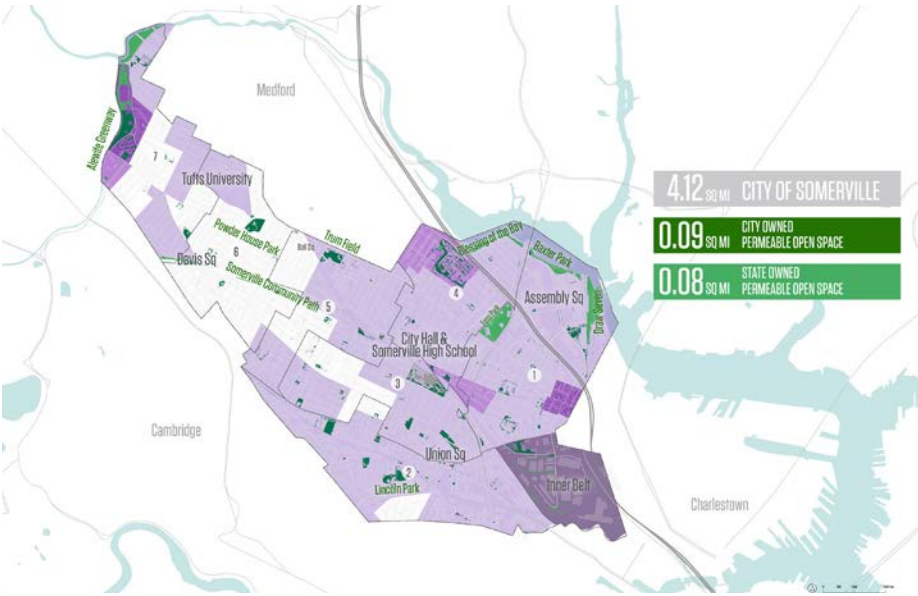 Medford
Alewife Greenway
7
Tufts University
Powder House Park
6
Ball Sq
Trum Field
Davis Sq
Somerville Community Path
5
Blessing of the Bay
Baxter Park
4
Assembly Sq
Draw Seven
City Hall &
Somerville High School
3
1
Cambridge
Union Sq
2
Lincoln Park
Inner Belt
Charlestown
4.12 SQ MI CITY OF SOMERVILLE
0.09 SQ MI CITY OWNED
PERMEABLE OPEN SPACE
0.08 SQ MI STATE OWNED
PERMEABLE OPEN SPACE